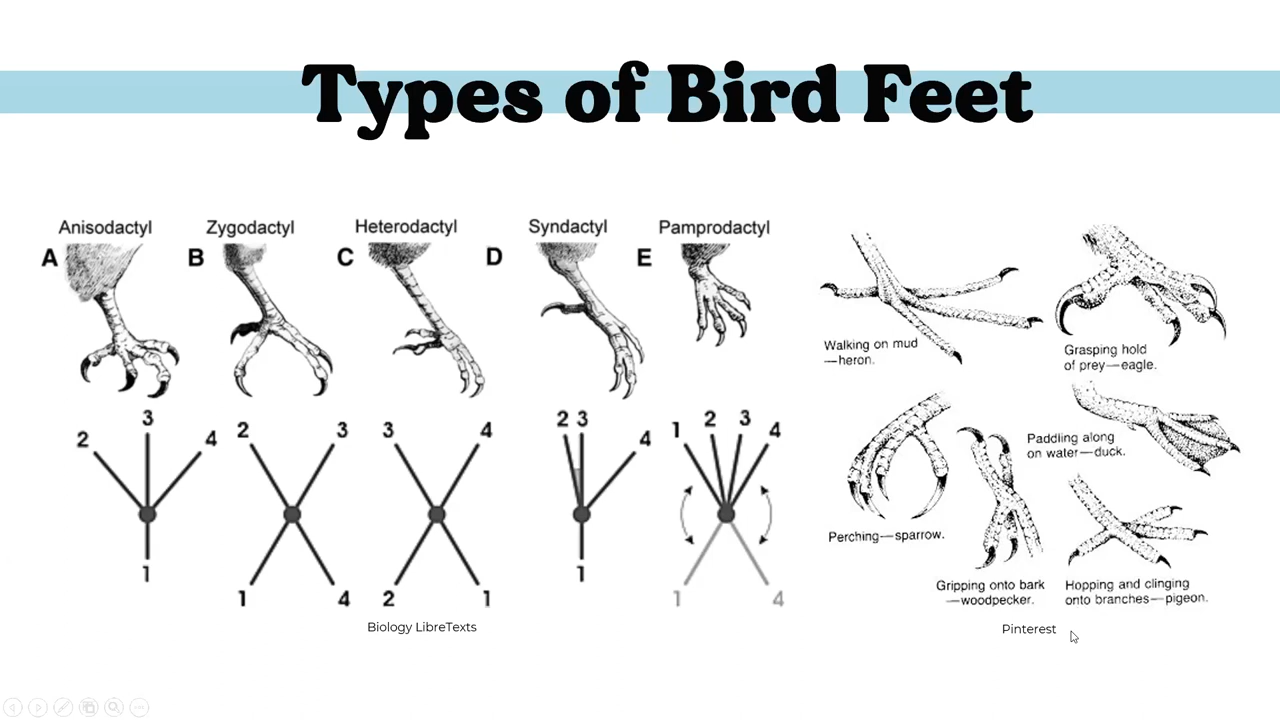 Types of Bird Feet
Anisodactyl
Zygodactyl
Heterodactyl
Syndactyl
Pamprodactyl
A
B
C
D
E
2
3
4
1
2
3
1
4
3
4
2
1
2 3
4
1
1
2
3
4
1
4
Biology LibreTexts
Walking on mud
—heron.
Grasping hold
of prey—eagle.
Paddling along
on water—duck.
Perching—sparrow.
Gripping onto bark
—woodpecker.
Hopping and clinging
onto branches—pigeon.
Pinterest